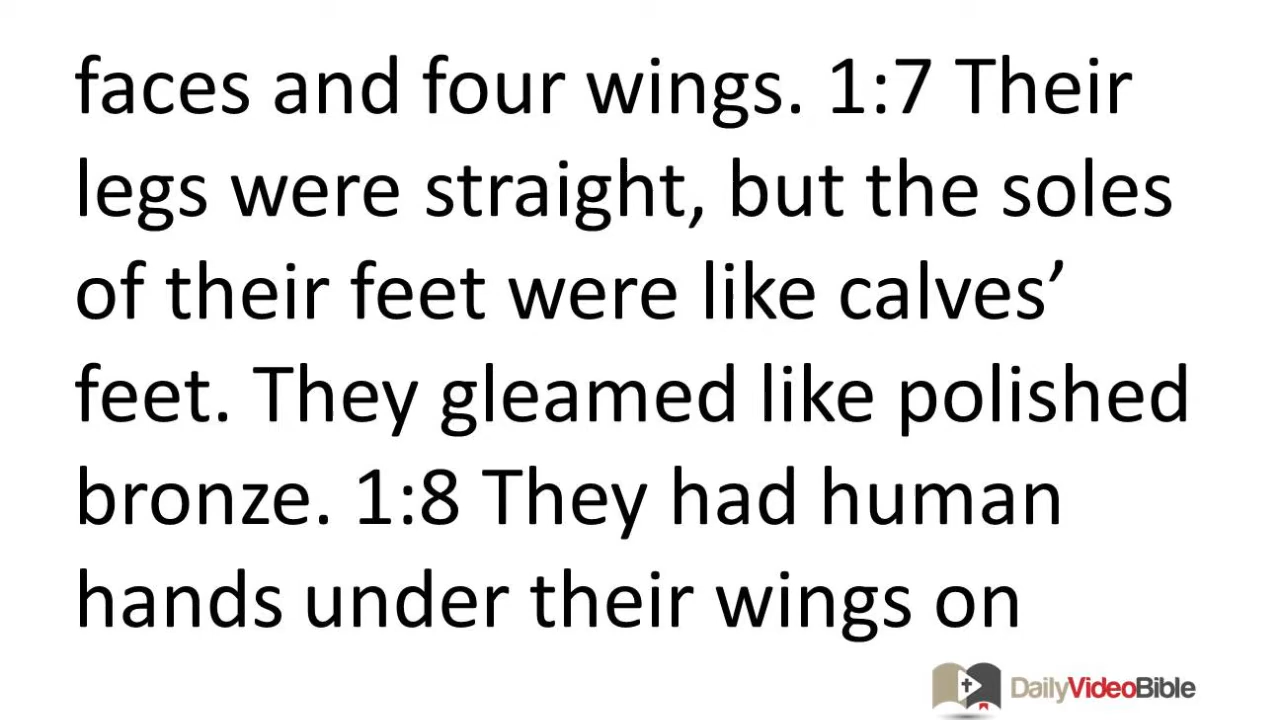 faces and four wings. 1:7 Their
legs were straight, but the soles
of their feet were like calves’
feet. They gleamed like polished
bronze. 1:8 They had human
hands under their wings on
DailyVideoBible